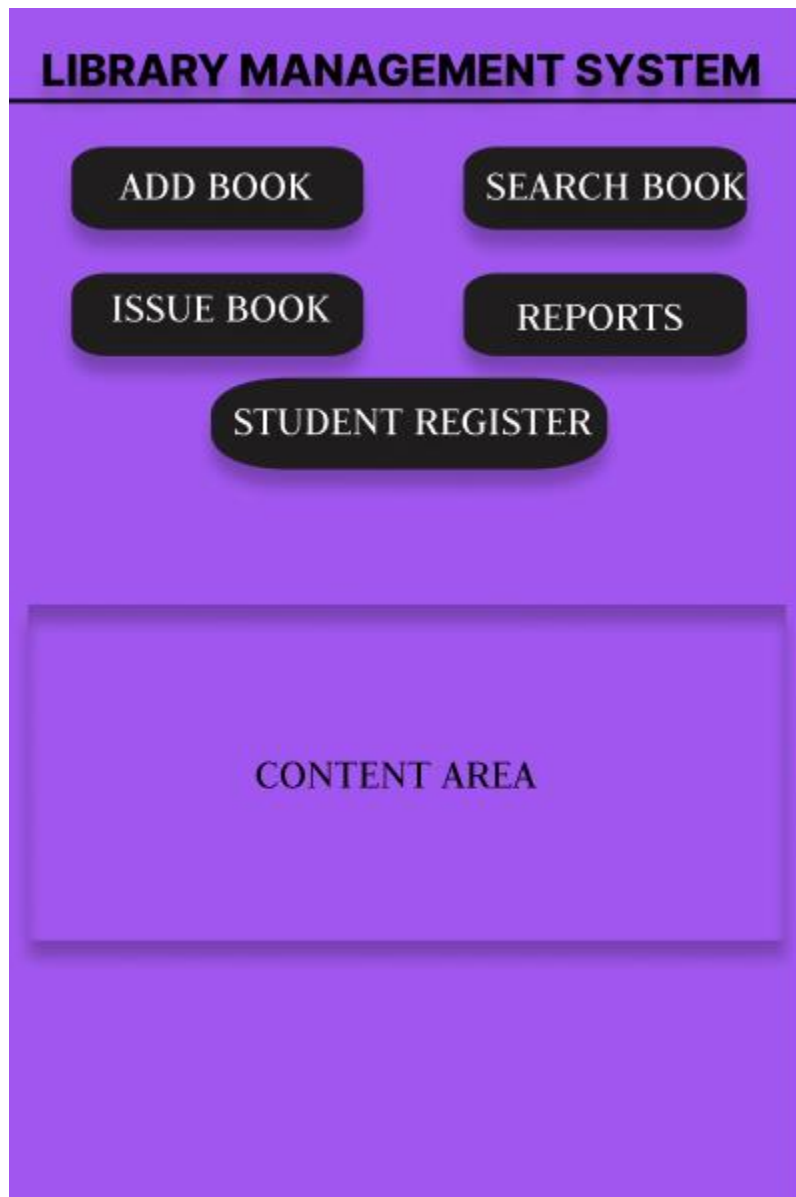 LIBRARY MANAGEMENT SYSTEM
ADD BOOK
SEARCH BOOK
ISSUE BOOK
REPORTS
STUDENT REGISTER
CONTENT AREA